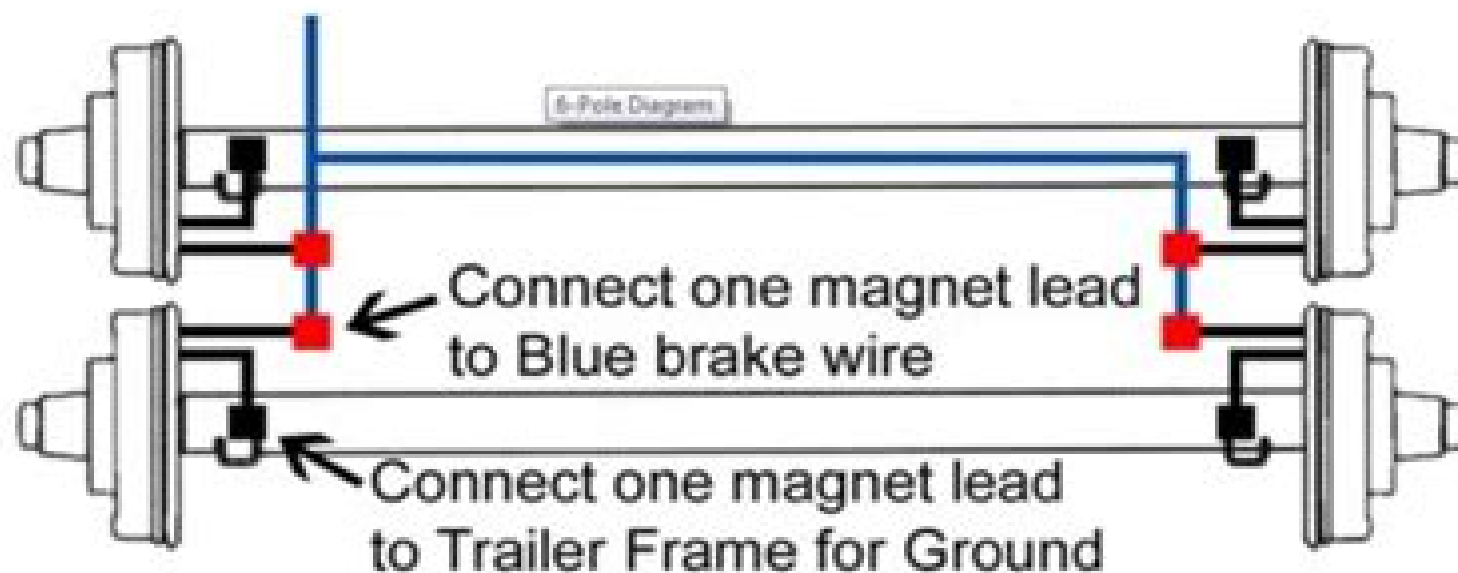 6-Pole Diagram
Connect one magnet lead
to Blue brake wire
Connect one magnet lead
to Trailer Frame for Ground